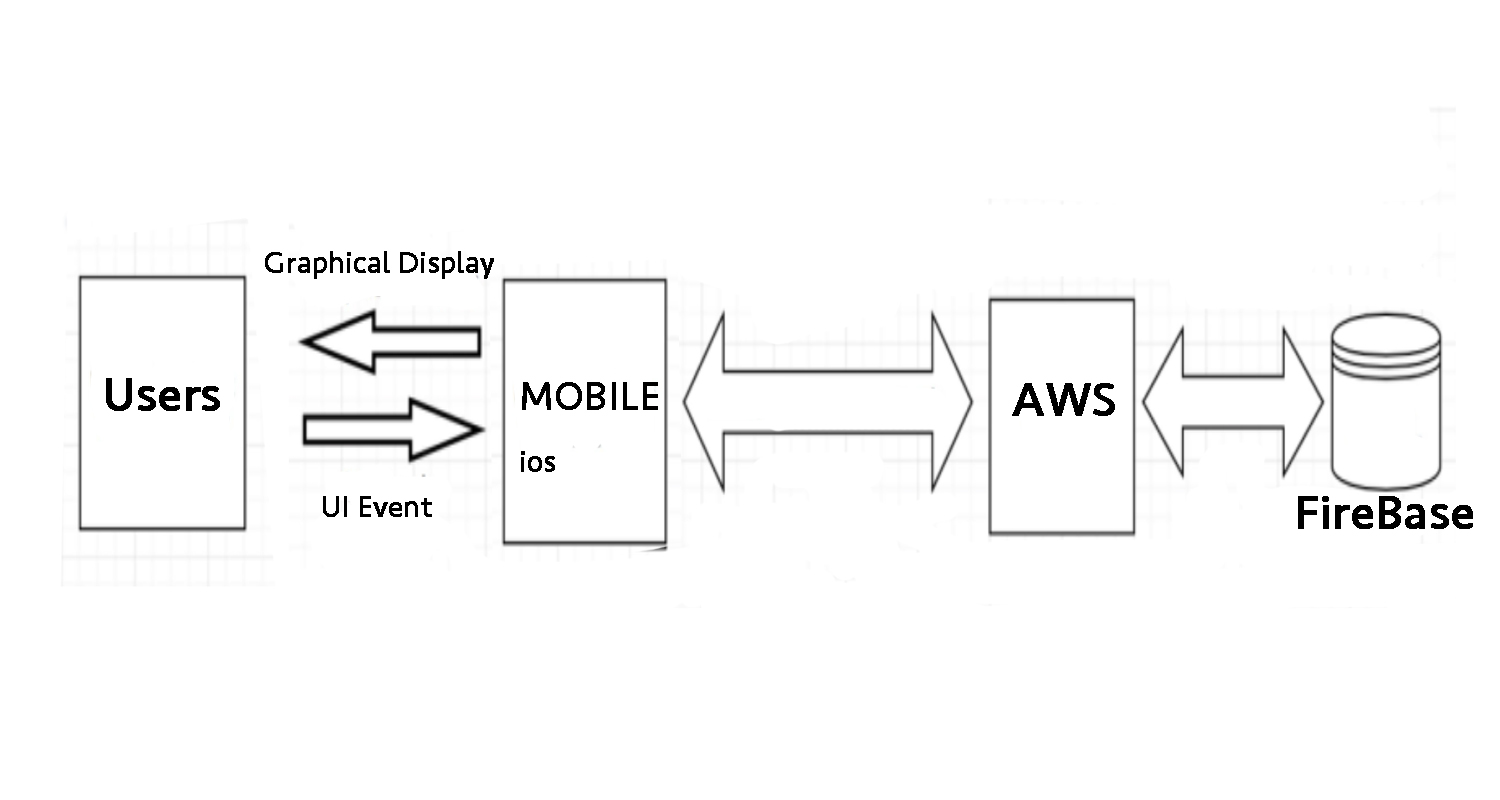 Graphical Display
Users
MOBILE
ios
UI Event
AWS
FireBase